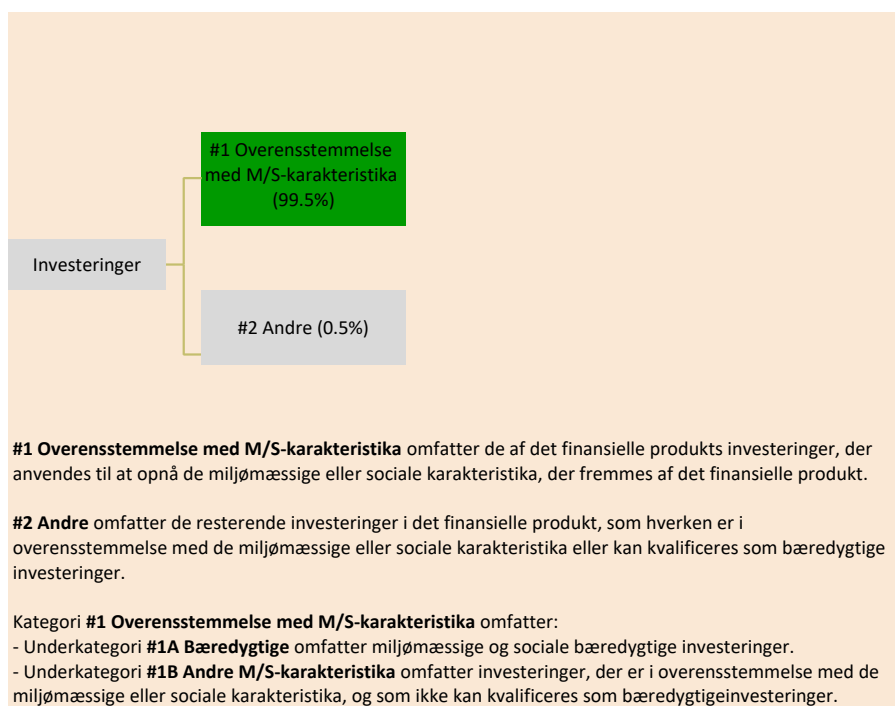 #1 Overensstemmelse
med M/S-karakteristika
(99.5%)
Investeringer
#2 Andre (0.5%)
#1 Overensstemmelse med M/S-karakteristika omfatter de af det finansielle produkts investeringer, der
anvendes til at opnå de miljømæssige eller sociale karakteristika, der fremmes af det finansielle produkt.
#2 Andre omfatter de resterende investeringer i det finansielle produkt, som hverken er i
overensstemmelse med de miljømæssige eller sociale karakteristika eller kan kvalificeres som bæredygtige
investeringer.
Kategori #1 Overensstemmelse med M/S-karakteristika omfatter:
- Underkategori #1A Bæredygtige omfatter miljømæssige og sociale bæredygtige investeringer.
- Underkategori #1B Andre M/S-karakteristika omfatter investeringer, der er i overensstemmelse med de
miljømæssige eller sociale karakteristika, og som ikke kan kvalificeres som bæredygtigeinvesteringer.